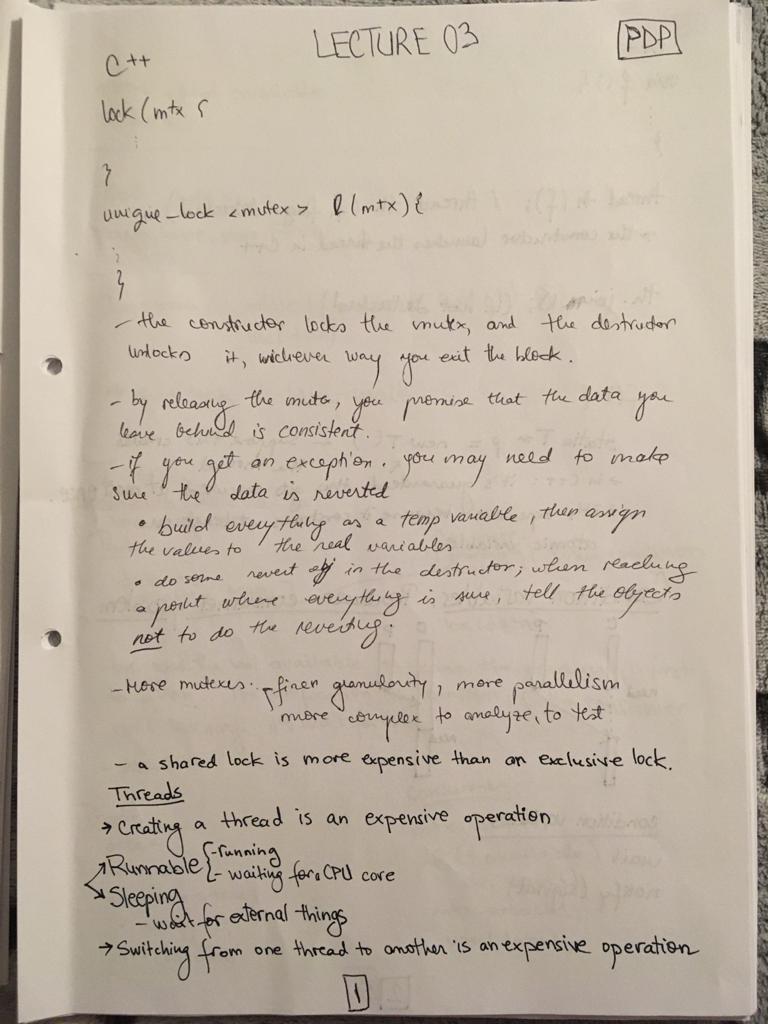 LECTURE 03
PDP
C++
lock (mtx {
⋮
}
unique_lock <mutex> l(mtx){
⋮
}
- the constructor locks the mutex, and the destructor
unlocks it, wichever way you exit the block.
- by releasing the mutex, you promise that the data you
leave behind is consistent.
- if you get an exception. you may need to make
sure the data is reverted
• build everything as a temp variable, then assign
the values to the real variables
• do some revert obj in the destructor; when reaching
a point where everything is sure, tell the objects
not to do the reverting.
- More mutexes. - finer granularity, more parallelism
more complex to analyze, to test
- a shared lock is more expensive than an exclusive lock.
Threads
→ Creating a thread is an expensive operation
→ Runnable { - running
- waiting for a CPU core
→ Sleeping
- wait for external things
→ Switching from one thread to another is an expensive operation
1